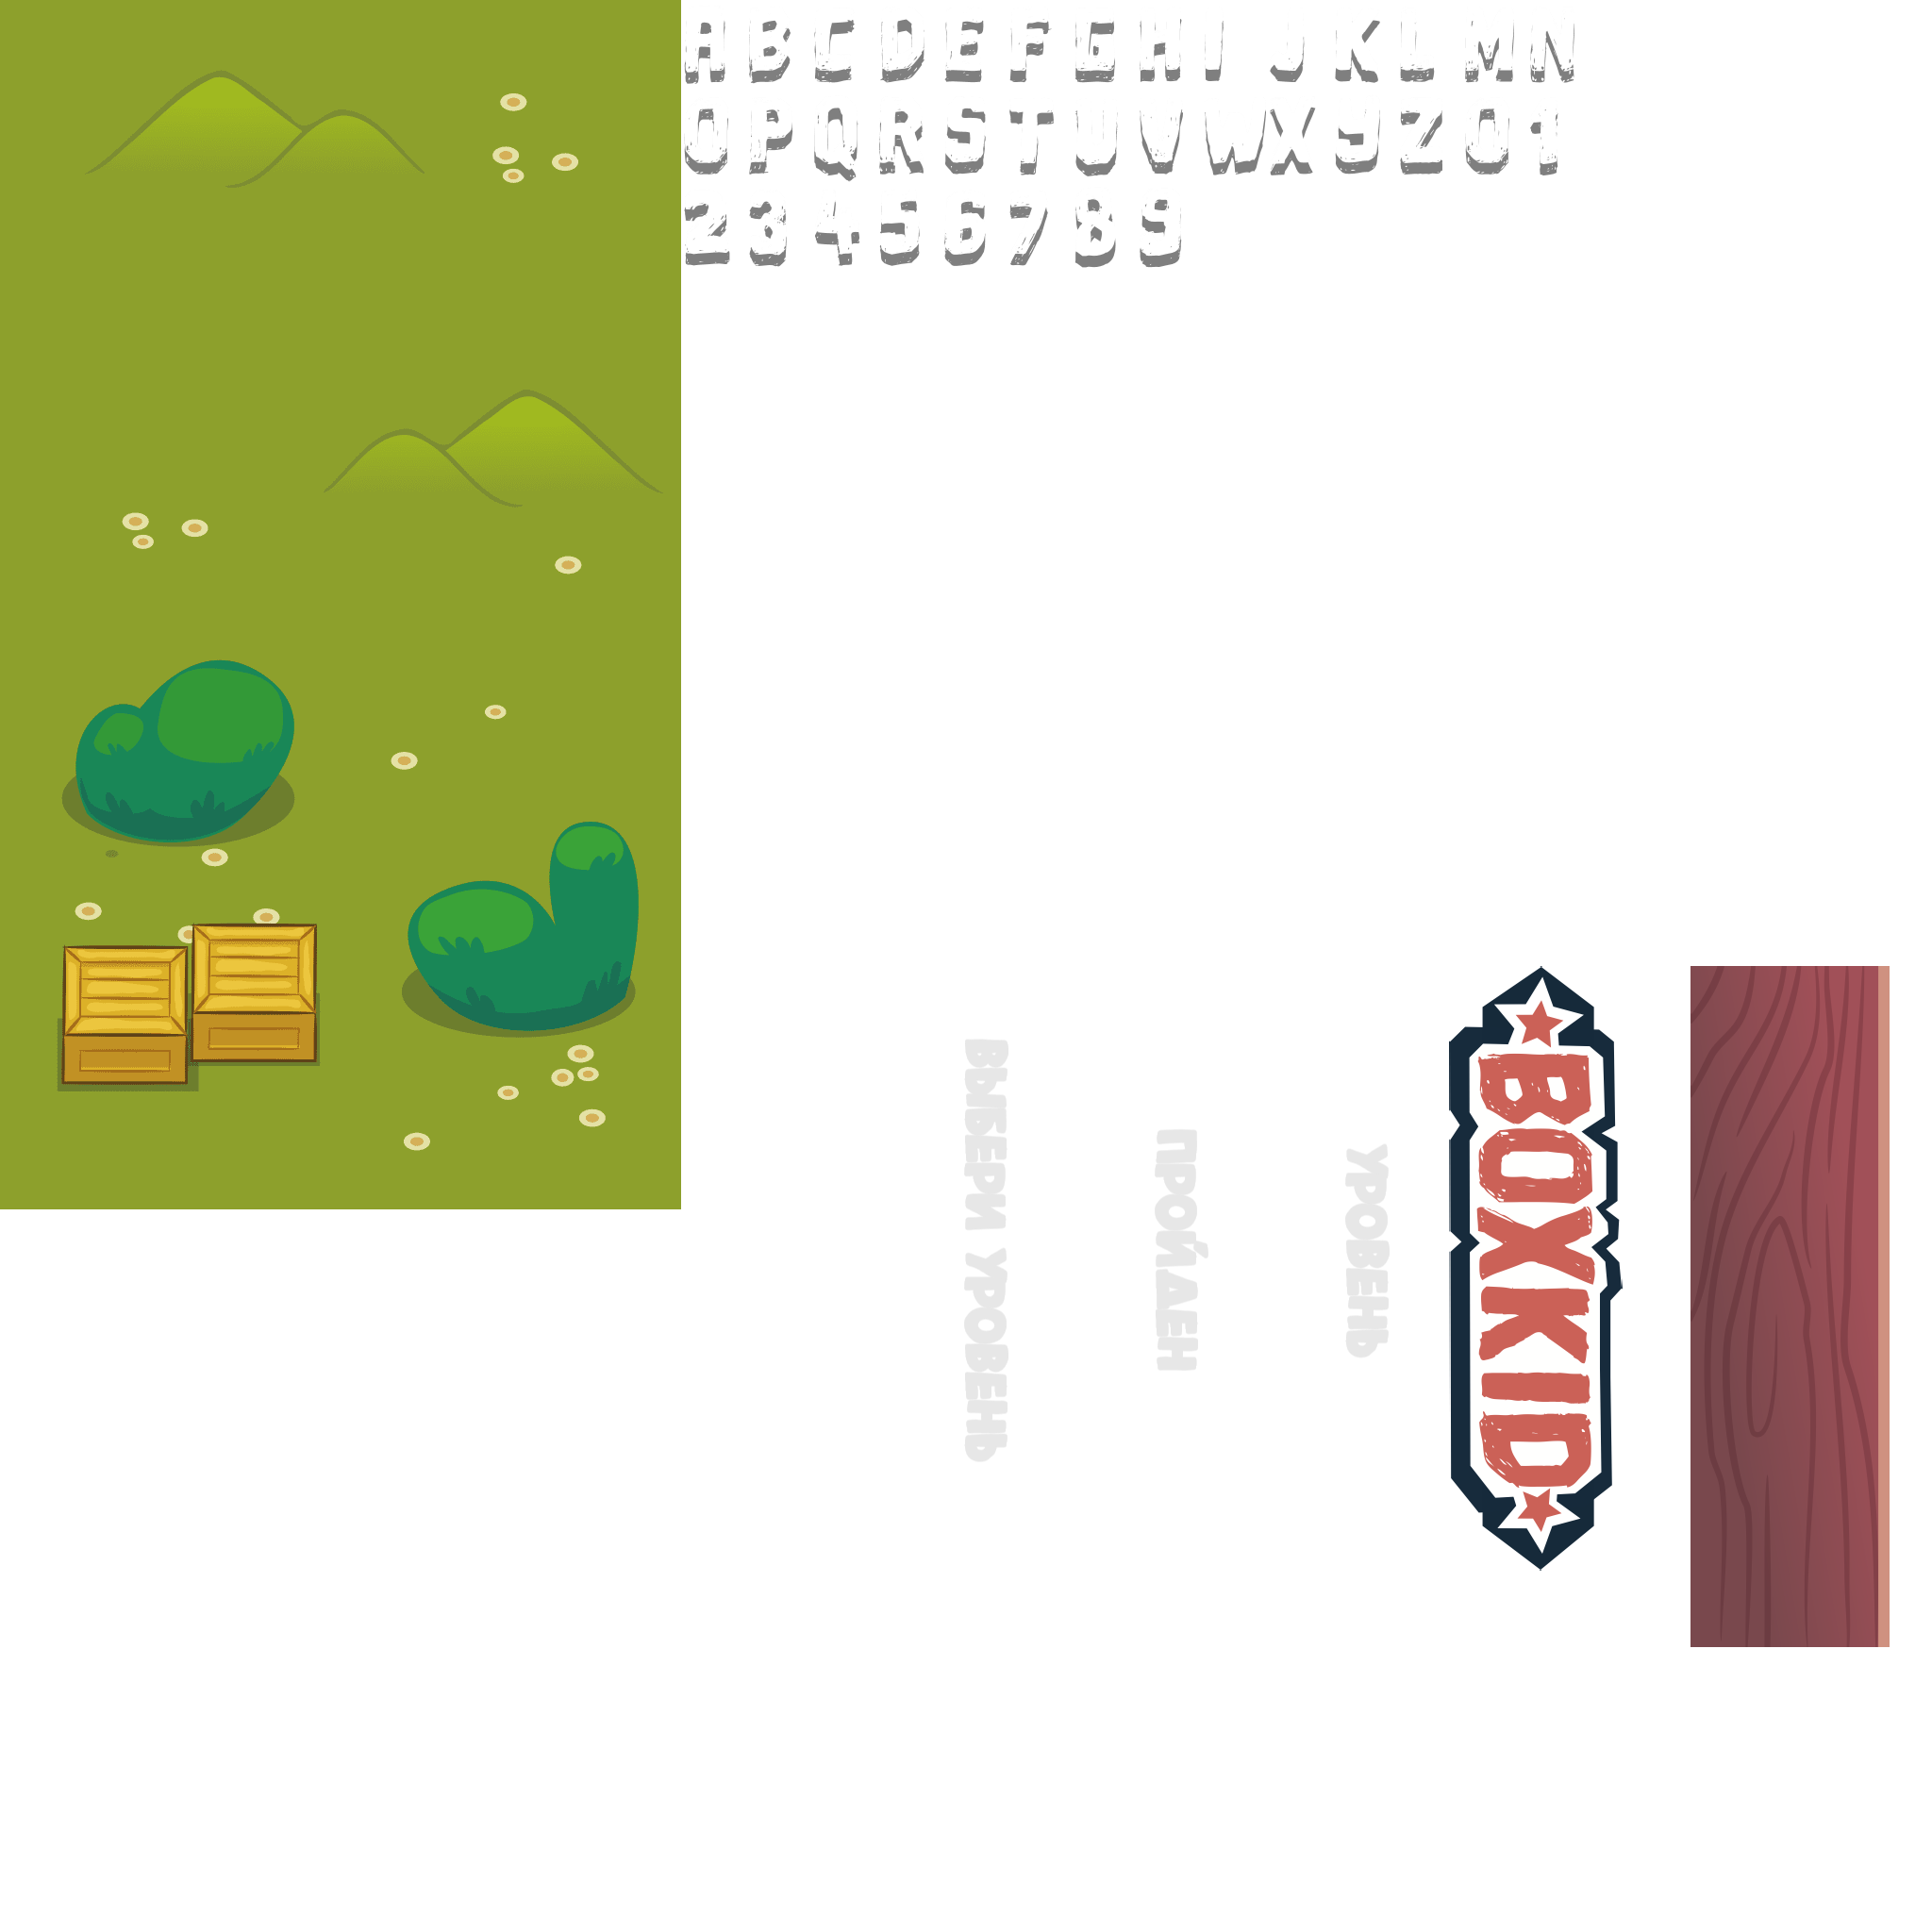 ABCDEFGHIJKLMN
OPQRSTUVWXYZ01
23456789
ВЫБЕРИ УРОВЕНЬ
ПРОЙДЕН
УРОВЕНЬ
BOXKID